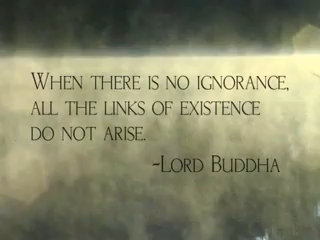 WHEN THERE IS NO IGNORANCE,
ALL THE LINKS OF EXISTENCE
DO NOT ARISE.
-LORD BUDDHA